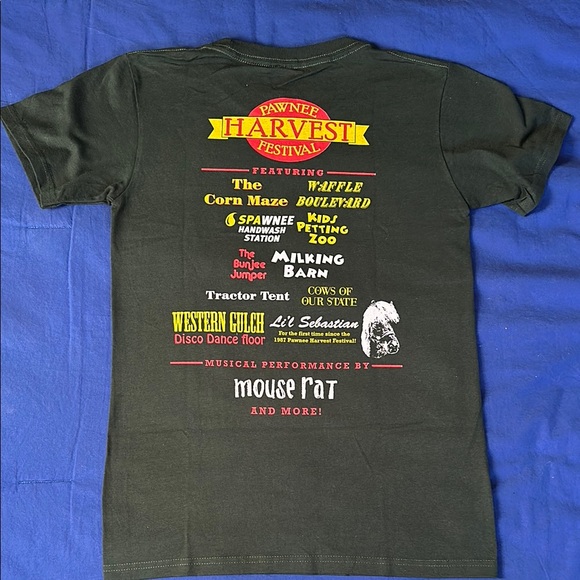 PAWNEE
HARVEST
FESTIVAL
FEATURING
The
Corn Maze
WAFFLE
BOULEVARD
SPAWNEE
HANDWASH
STATION
KIDS
PETTING
ZOO
The
Bunjee
Jumper
MILKING
BARN
Tractor Tent
COWS OF
OUR STATE
WESTERN GULCH
Disco Dance floor
Li'l Sebastian
For the first time since the
1987 Pawnee Harvest Festival!
MUSICAL PERFORMANCE BY
mouse rat
AND MORE!